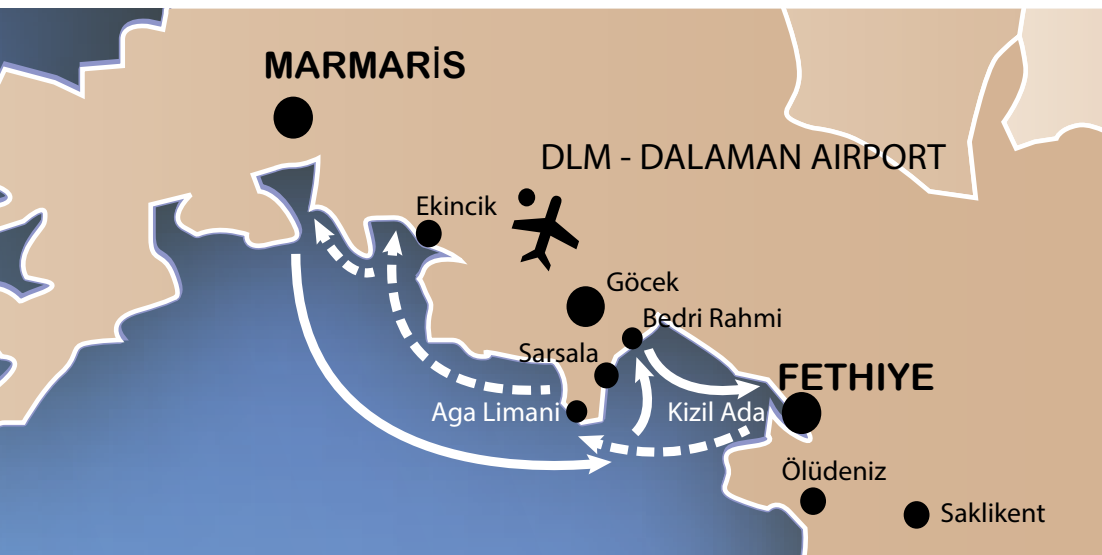 MARMARİS
DLM - DALAMAN AIRPORT
Ekincik
Göcek
Bedri Rahmi
Sarsala
FETHIYE
Aga Limani
Kizil Ada
Ölüdeniz
Saklikent